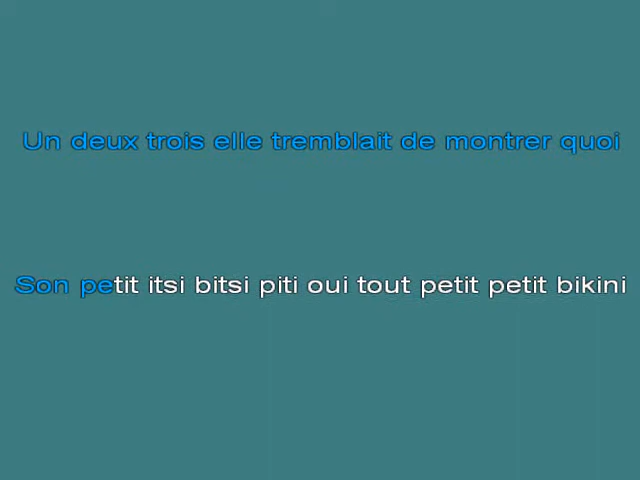 Un deux trois elle tremblait de montrer quoi
Son petit itsi bitsi piti oui tout petit petit bikini